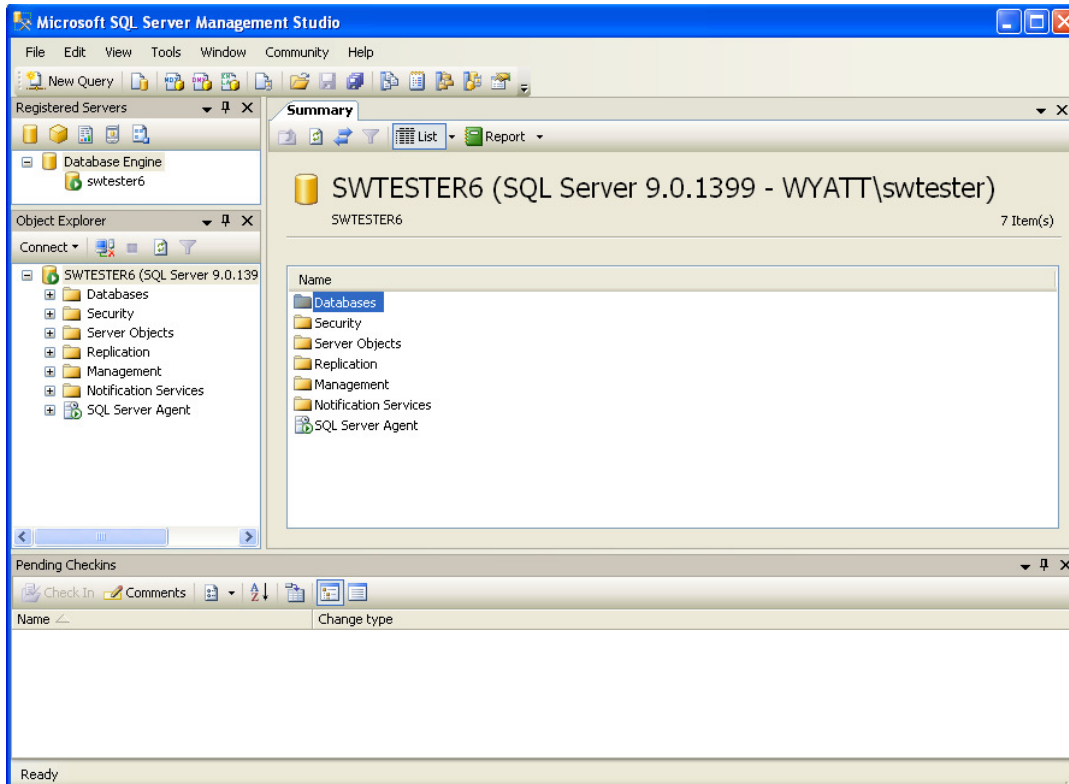 Microsoft SQL Server Management Studio
File Edit View Tools Window Community Help
New Query
Registered Servers
Database Engine
swtester6
Object Explorer
Connect
SWTESTER6 (SQL Server 9.0.139
Databases
Security
Server Objects
Replication
Management
Notification Services
SQL Server Agent
Summary
List Report
SWTESTER6 (SQL Server 9.0.1399 - WYATT\swtester)
SWTESTER6 7 Item(s)
Name
Databases
Security
Server Objects
Replication
Management
Notification Services
SQL Server Agent
Pending Checkins
Check In Comments
Name Change type
Ready